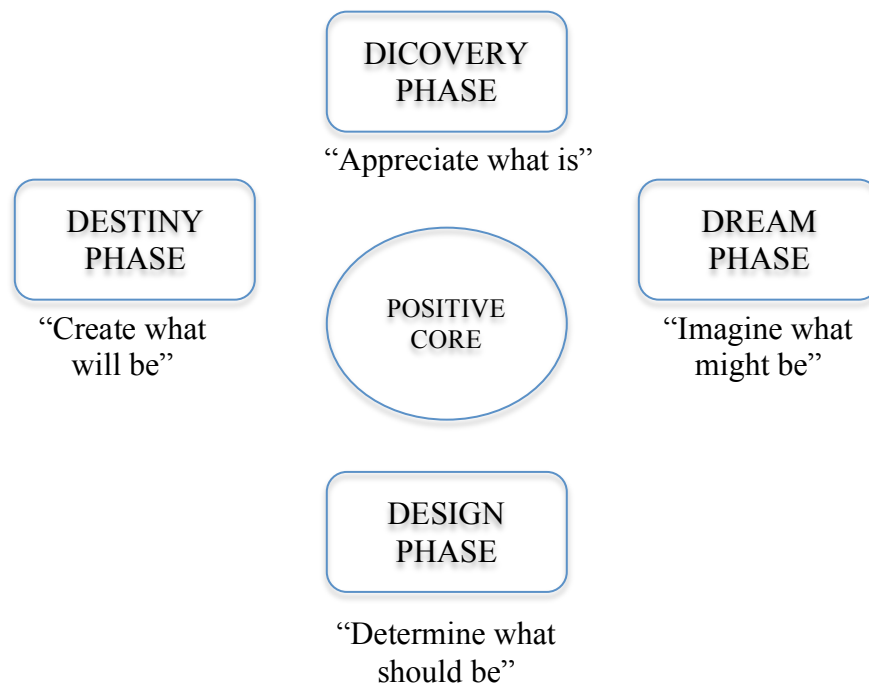 DICOVERY
PHASE
“Appreciate what is”
DESTINY
PHASE
“Create what
will be”
POSITIVE
CORE
DREAM
PHASE
“Imagine what
might be”
DESIGN
PHASE
“Determine what
should be”